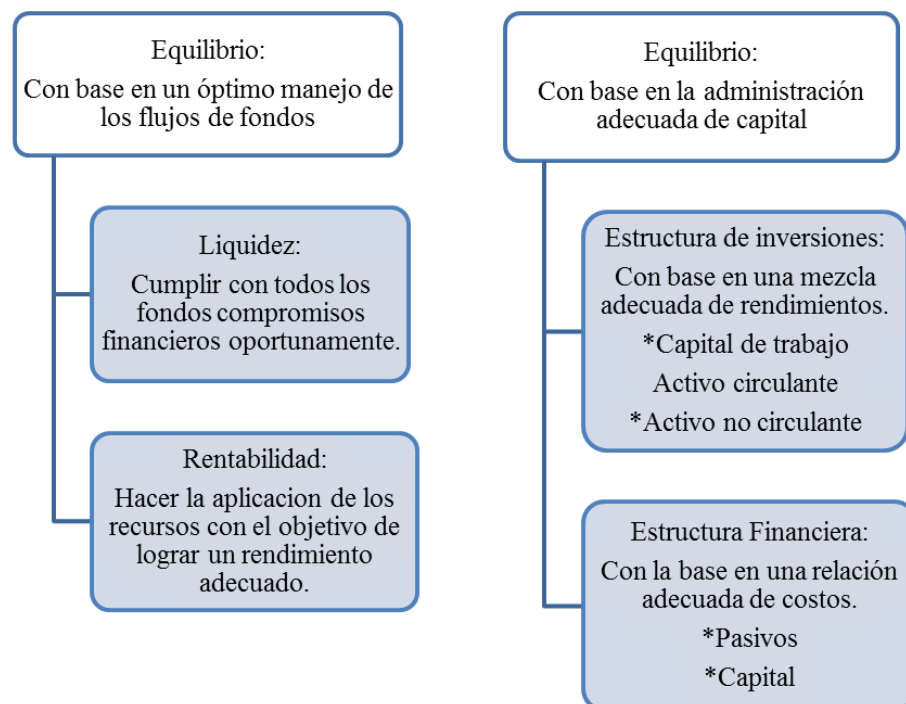 Equilibrio:
Con base en un óptimo manejo de
los flujos de fondos
Liquidez:
Cumplir con todos los
fondos compromisos
financieros oportunamente.
Rentabilidad:
Hacer la aplicacion de los
recursos con el objetivo de
lograr un rendimiento
adecuado.
Equilibrio:
Con base en la administración
adecuada de capital
Estructura de inversiones:
Con base en una mezcla
adecuada de rendimientos.
*Capital de trabajo
Activo circulante
*Activo no circulante
Estructura Financiera:
Con la base en una relación
adecuada de costos.
*Pasivos
*Capital